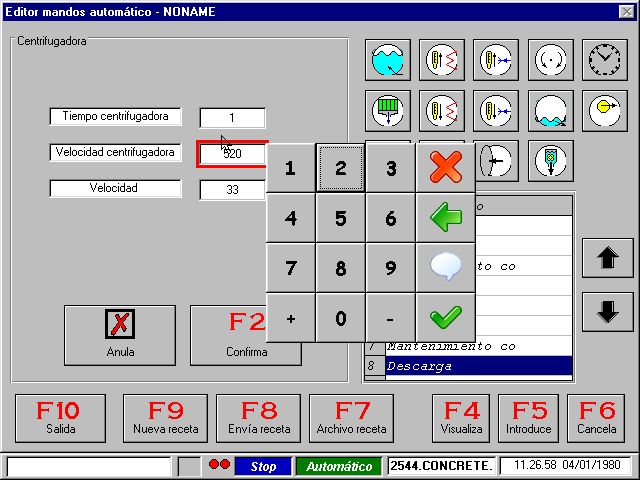 Editor mandos automático - NONAME
Centrifugadora
Tiempo centrifugadora
1
Velocidad centrifugadora
520
Velocidad
33
1 2 3
4 5 6
7 8 9
+ 0 -
Anula
F2
Confirma
o
to co
to co
7 Mantenimiento co
8 Descarga
F10
Salida
F9
Nueva receta
F8
Envía receta
F7
Archivo receta
F4
Visualiza
F5
Introduce
F6
Cancela
Stop
Automático
2544.CONCRETE.
11.26.58 04/01/1980